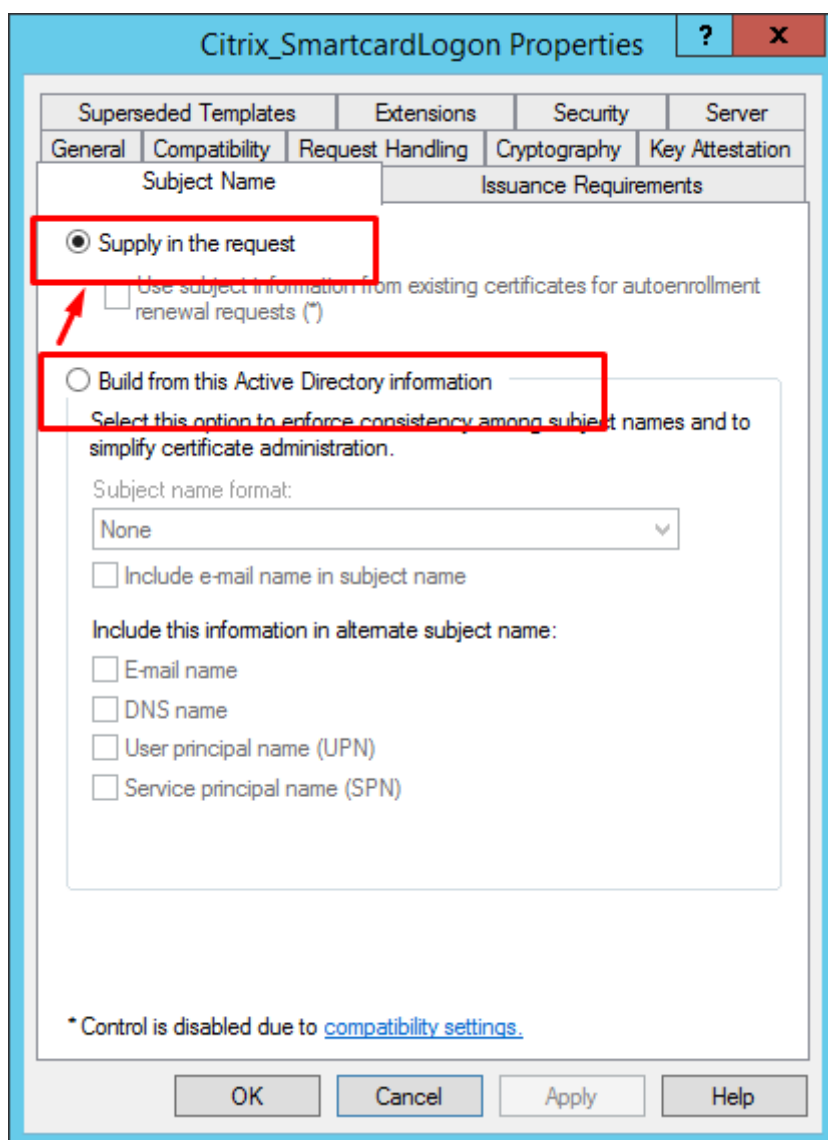 Citrix_SmartcardLogon Properties
? x
Superseded Templates Extensions Security Server
General Compatibility Request Handling Cryptography Key Attestation
Subject Name Issuance Requirements
Supply in the request
Use subject information from existing certificates for autoenrollment
renewal requests (*)
Build from this Active Directory information
Select this option to enforce consistency among subject names and to
simplify certificate administration.
Subject name format:
None
Include e-mail name in subject name
Include this information in alternate subject name:
E-mail name
DNS name
User principal name (UPN)
Service principal name (SPN)
* Control is disabled due to compatibility settings.
OK Cancel Apply Help